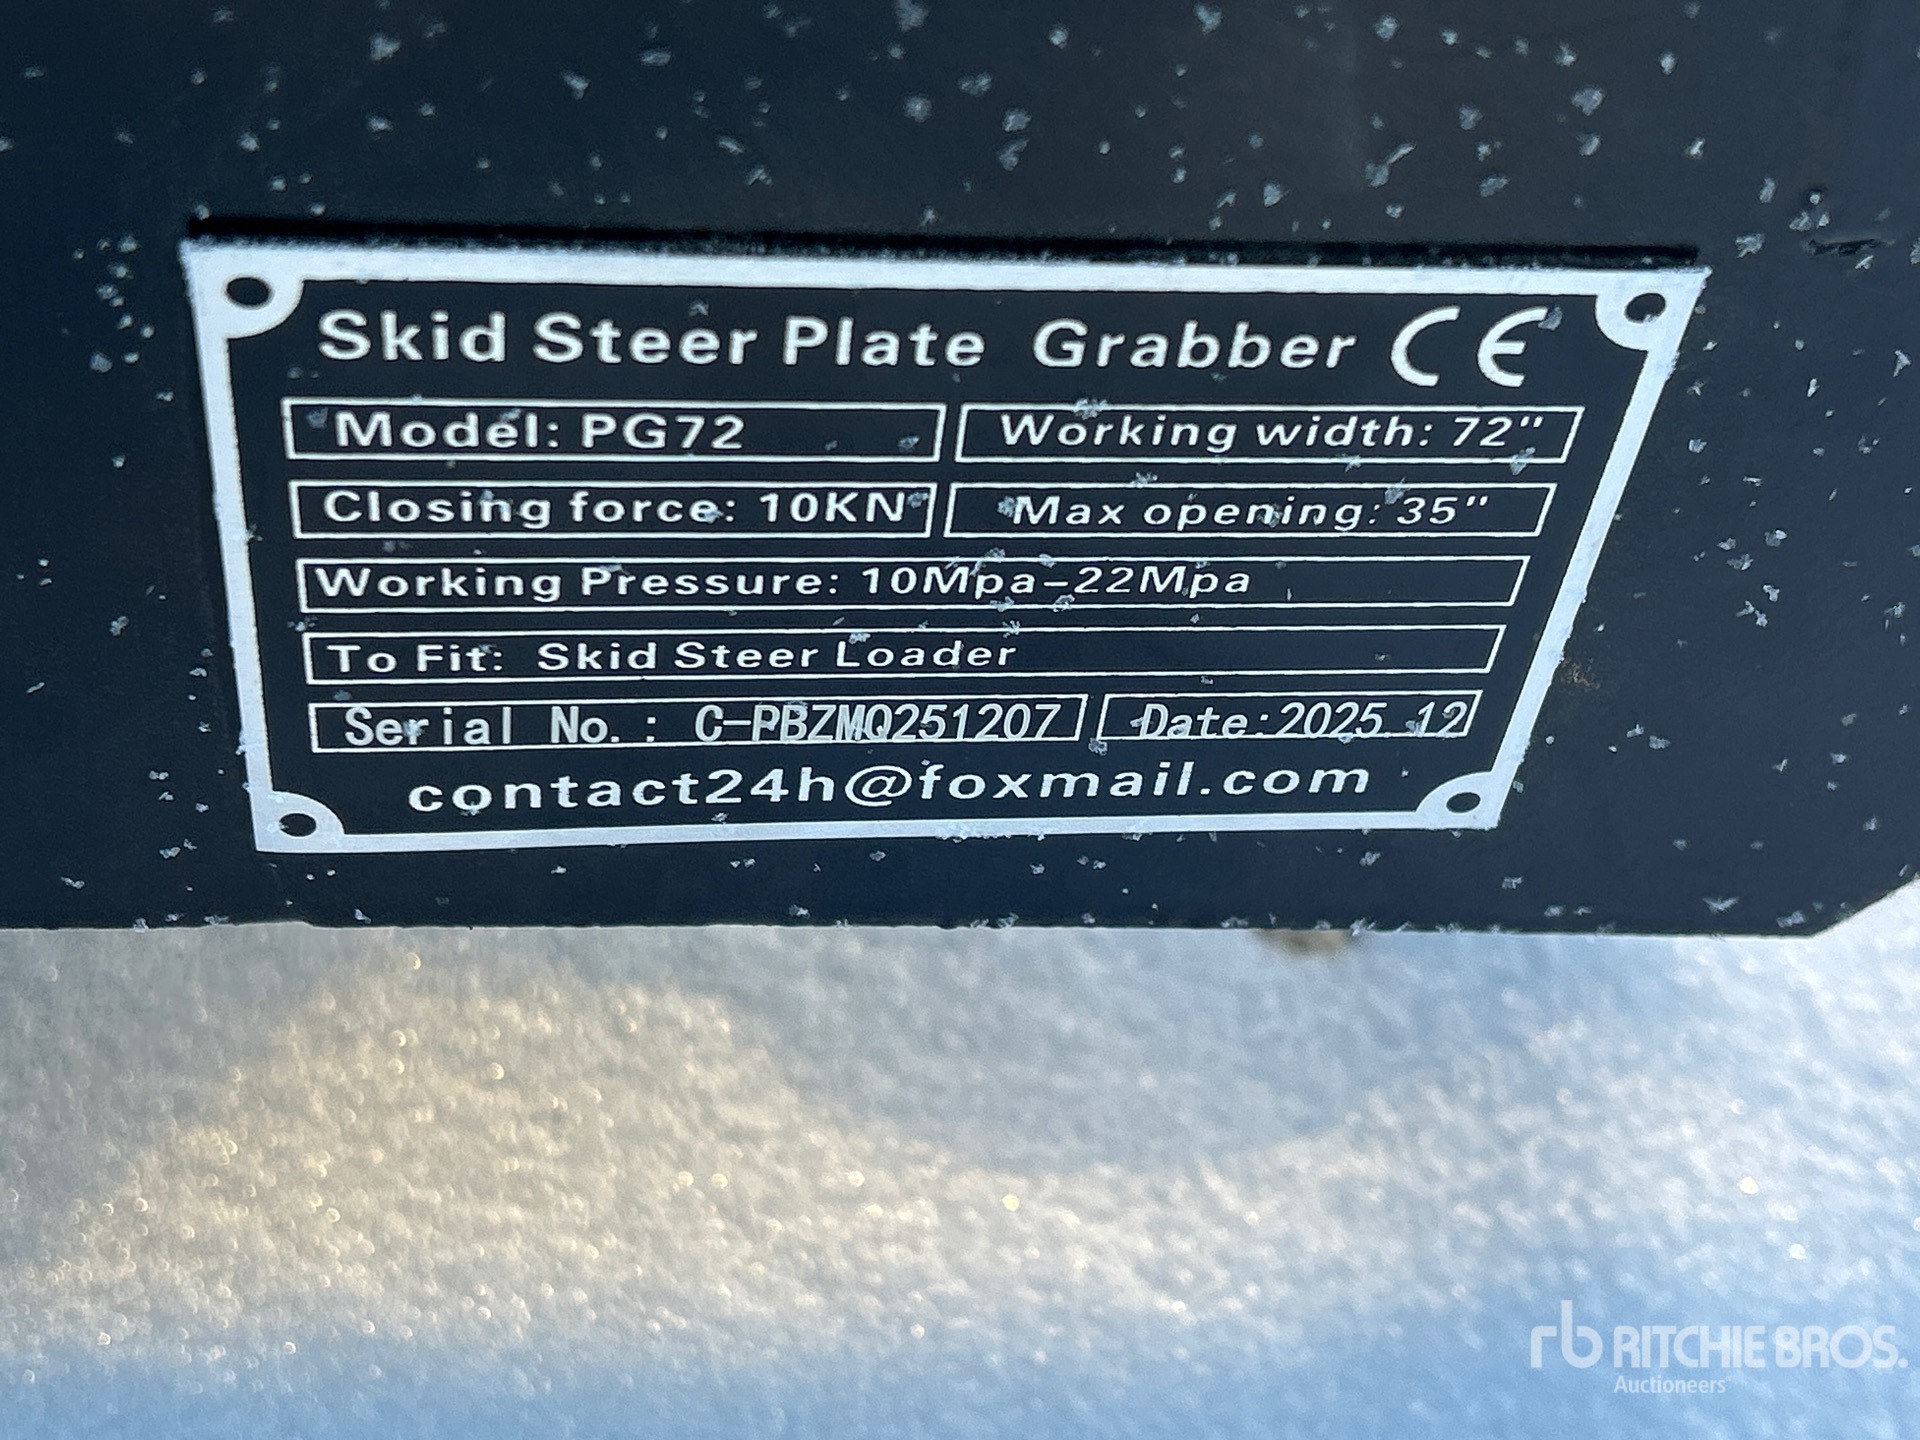 Skid Steer Plate Grabber CE
Model: PG72
Working width: 72"
Closing force: 10KN
Max opening: 35"
Working Pressure: 10Mpa-22Mpa
To Fit: Skid Steer Loader
Serial No.: C-PBZMQ251207
Date:2025.12
contact24h@foxmail.com
rb RITCHIE BROS.
Auctioneers